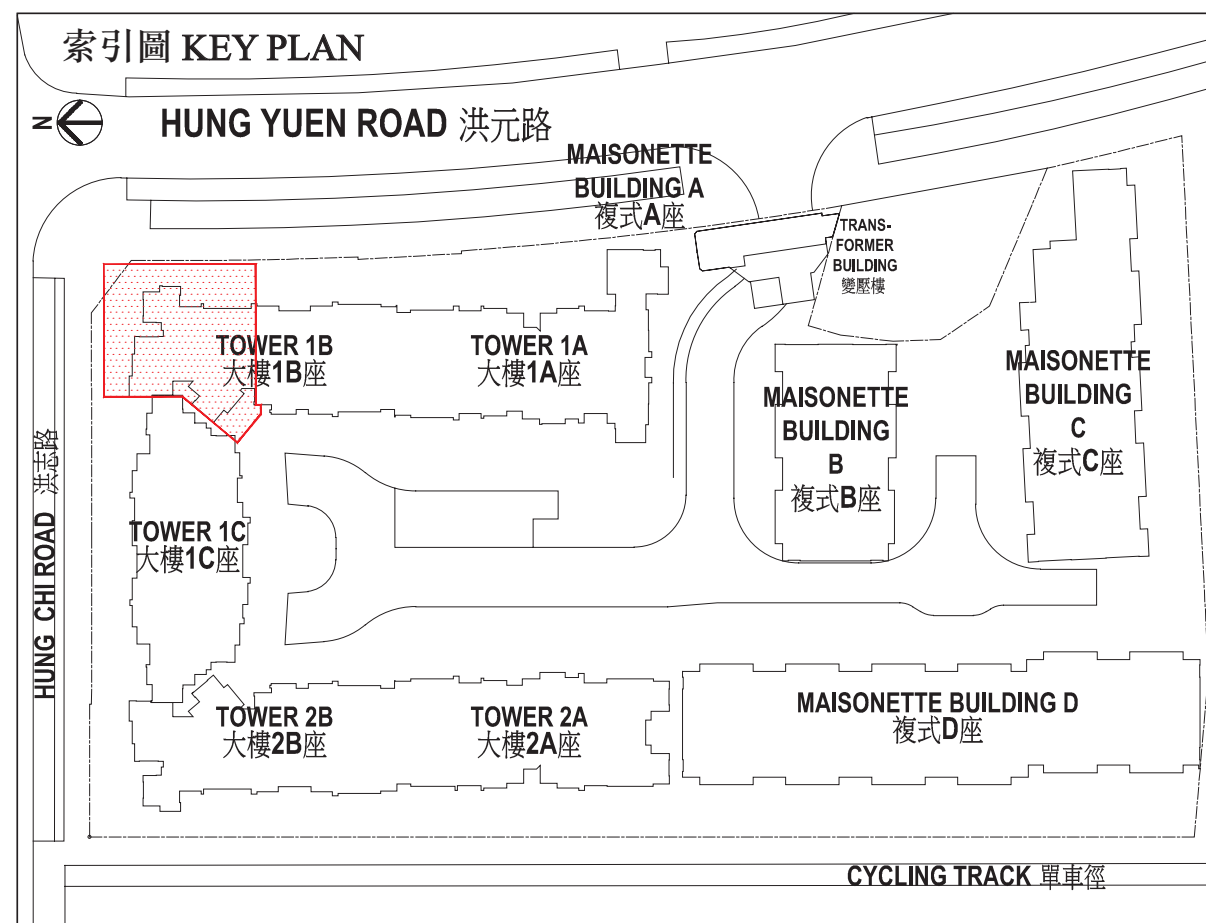 索引圖 KEY PLAN
N
HUNG YUEN ROAD 洪元路
MAISONETTE
BUILDING A
複式A座
TRANS-
FORMER
BUILDING
變壓樓
TOWER 1B
大樓1B座
TOWER 1A
大樓1A座
MAISONETTE
BUILDING
B
複式B座
MAISONETTE
BUILDING
C
複式C座
HUNG CHI ROAD 洪志路
TOWER 1C
大樓1C座
TOWER 2B
大樓2B座
TOWER 2A
大樓2A座
MAISONETTE BUILDING D
複式D座
CYCLING TRACK 單車徑